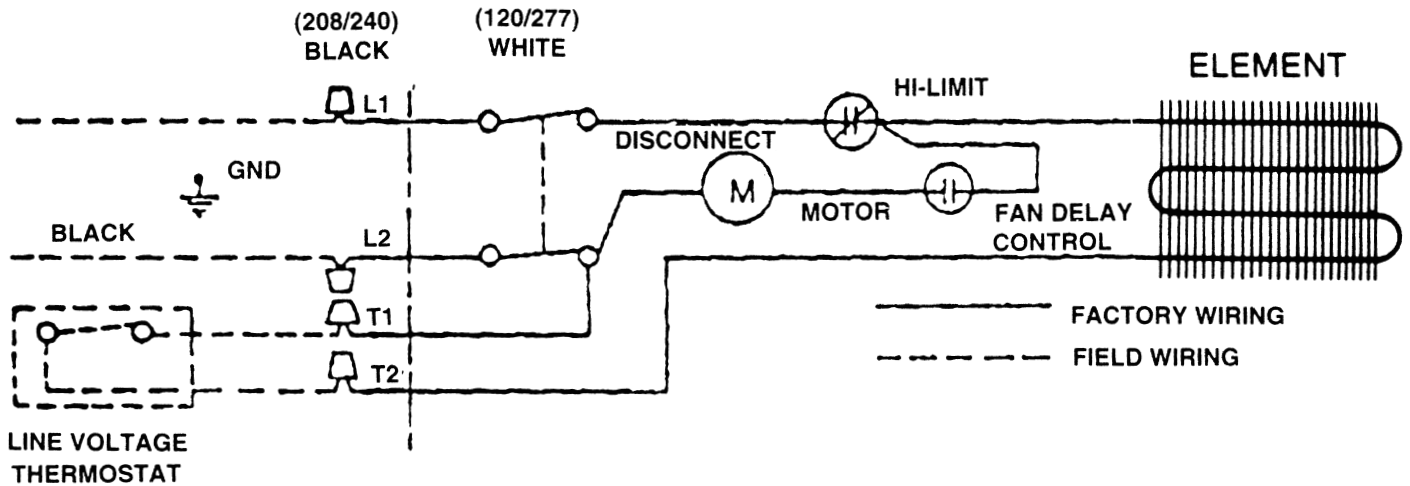 (208/240)
BLACK
(120/277)
WHITE
ELEMENT
HI-LIMIT
L1
DISCONNECT
GND
M
MOTOR
FAN DELAY
CONTROL
BLACK
L2
T1
FACTORY WIRING
FIELD WIRING
T2
LINE VOLTAGE
THERMOSTAT